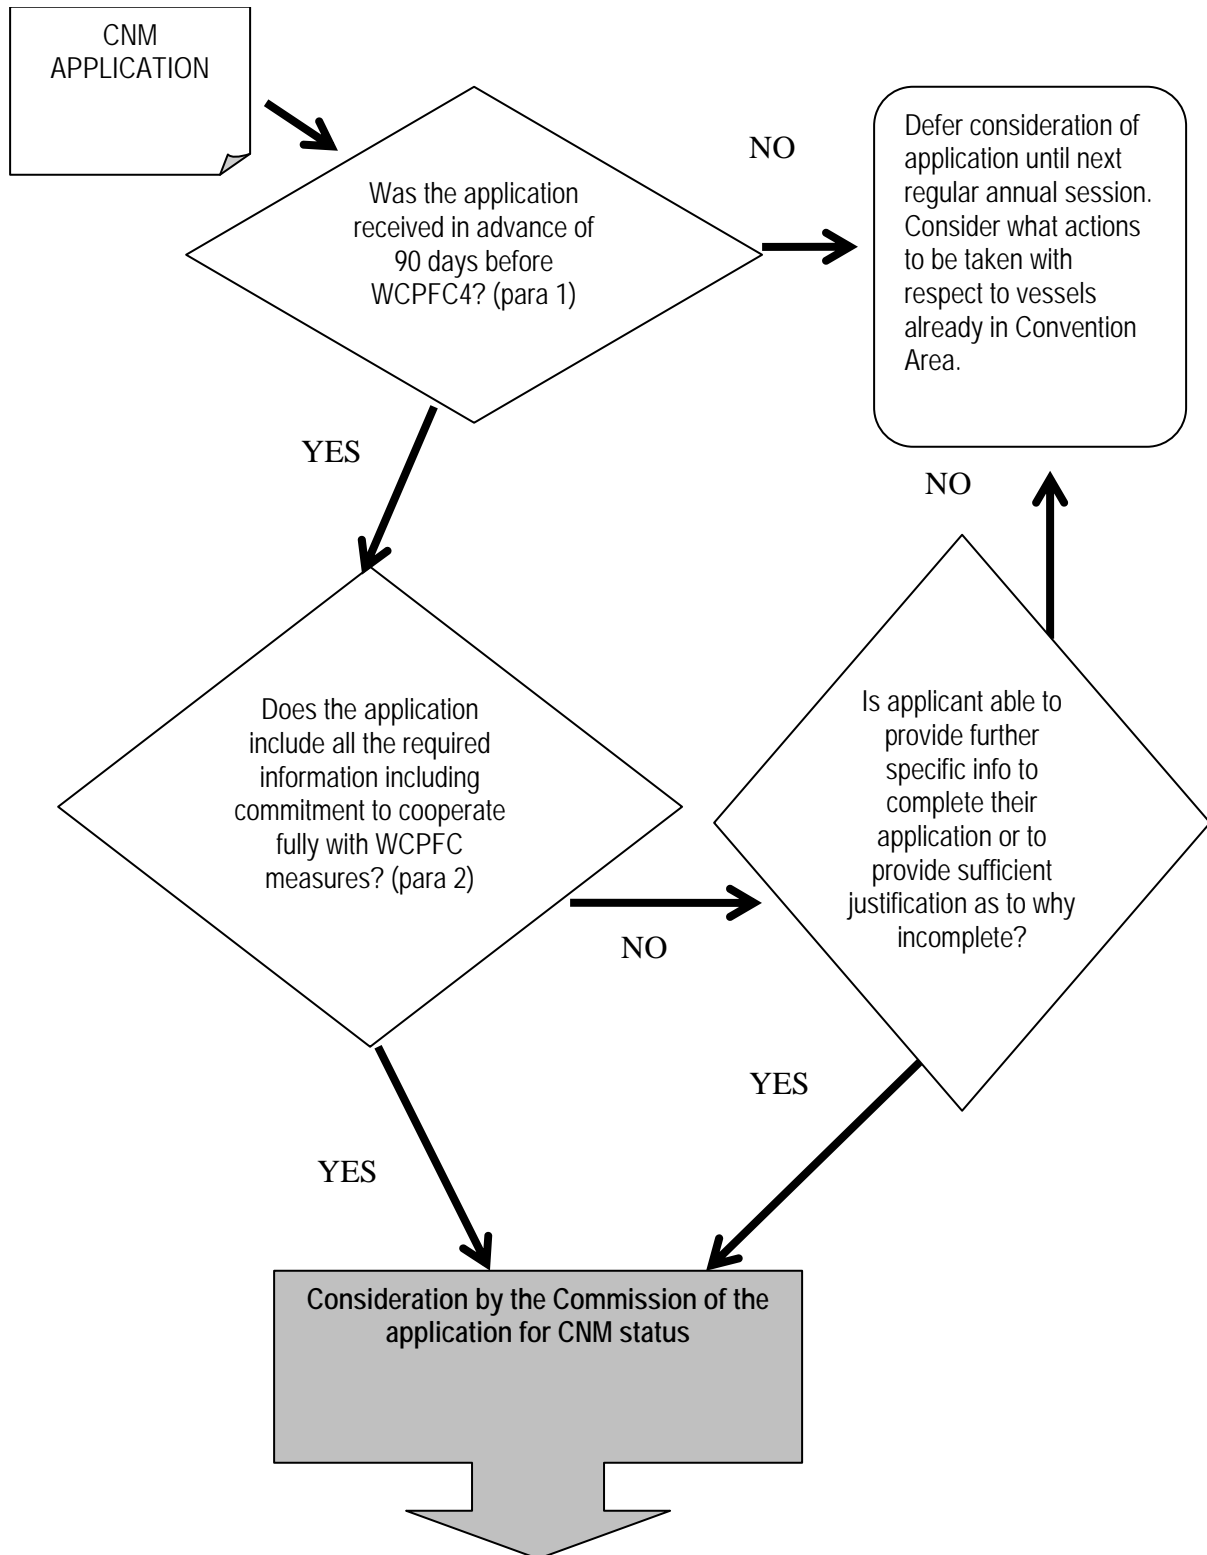 CNM
APPLICATION
Was the application
received in advance of
90 days before
WCPFC4? (para 1)
NO
Defer consideration of
application until next
regular annual session.
Consider what actions
to be taken with
respect to vessels
already in Convention
Area.
YES
NO
Does the application
include all the required
information including
commitment to cooperate
fully with WCPFC
measures? (para 2)
NO
Is applicant able to
provide further
specific info to
complete their
application or to
provide sufficient
justification as to why
incomplete?
YES
YES
Consideration by the Commission of the
application for CNM status